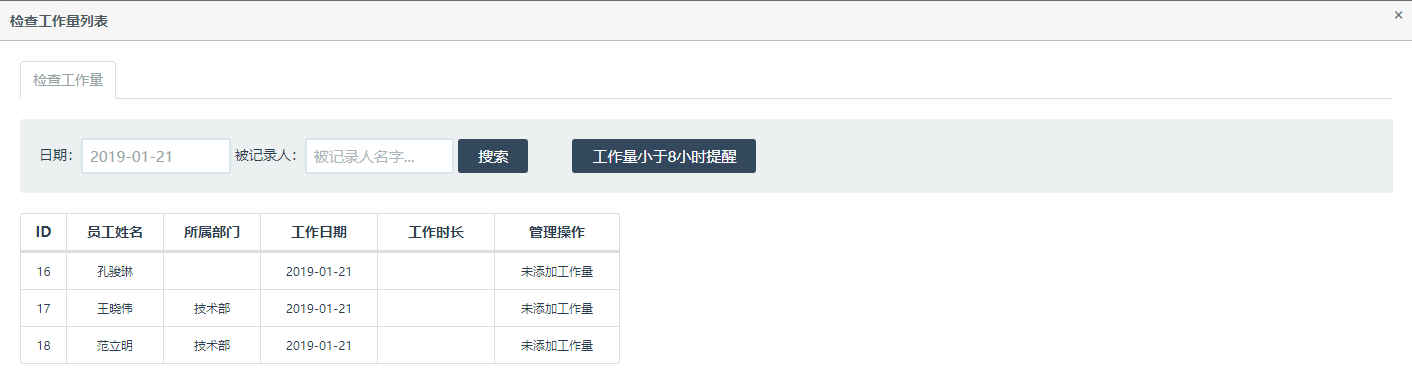 检查工作量列表 ×
检查工作量
日期: 2019-01-21 被记录人: 被记录人名字... 搜索 工作量小于8小时提醒
ID 员工姓名 所属部门 工作日期 工作时长 管理操作
16 孔骏琳 2019-01-21 未添加工作量
17 王晓伟 技术部 2019-01-21 未添加工作量
18 范立明 技术部 2019-01-21 未添加工作量